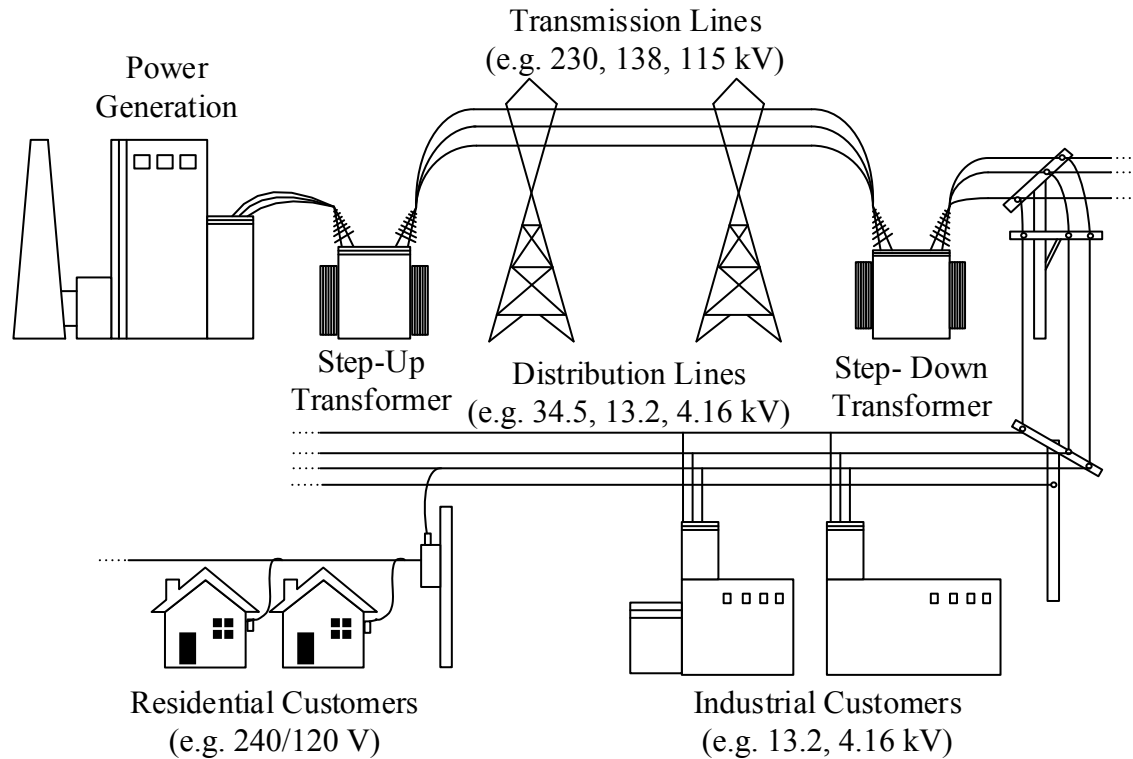 Transmission Lines
(e.g. 230, 138, 115 kV)
Power
Generation
Step-Up
Transformer
Distribution Lines
(e.g. 34.5, 13.2, 4.16 kV)
Step- Down
Transformer
Residential Customers
(e.g. 240/120 V)
Industrial Customers
(e.g. 13.2, 4.16 kV)